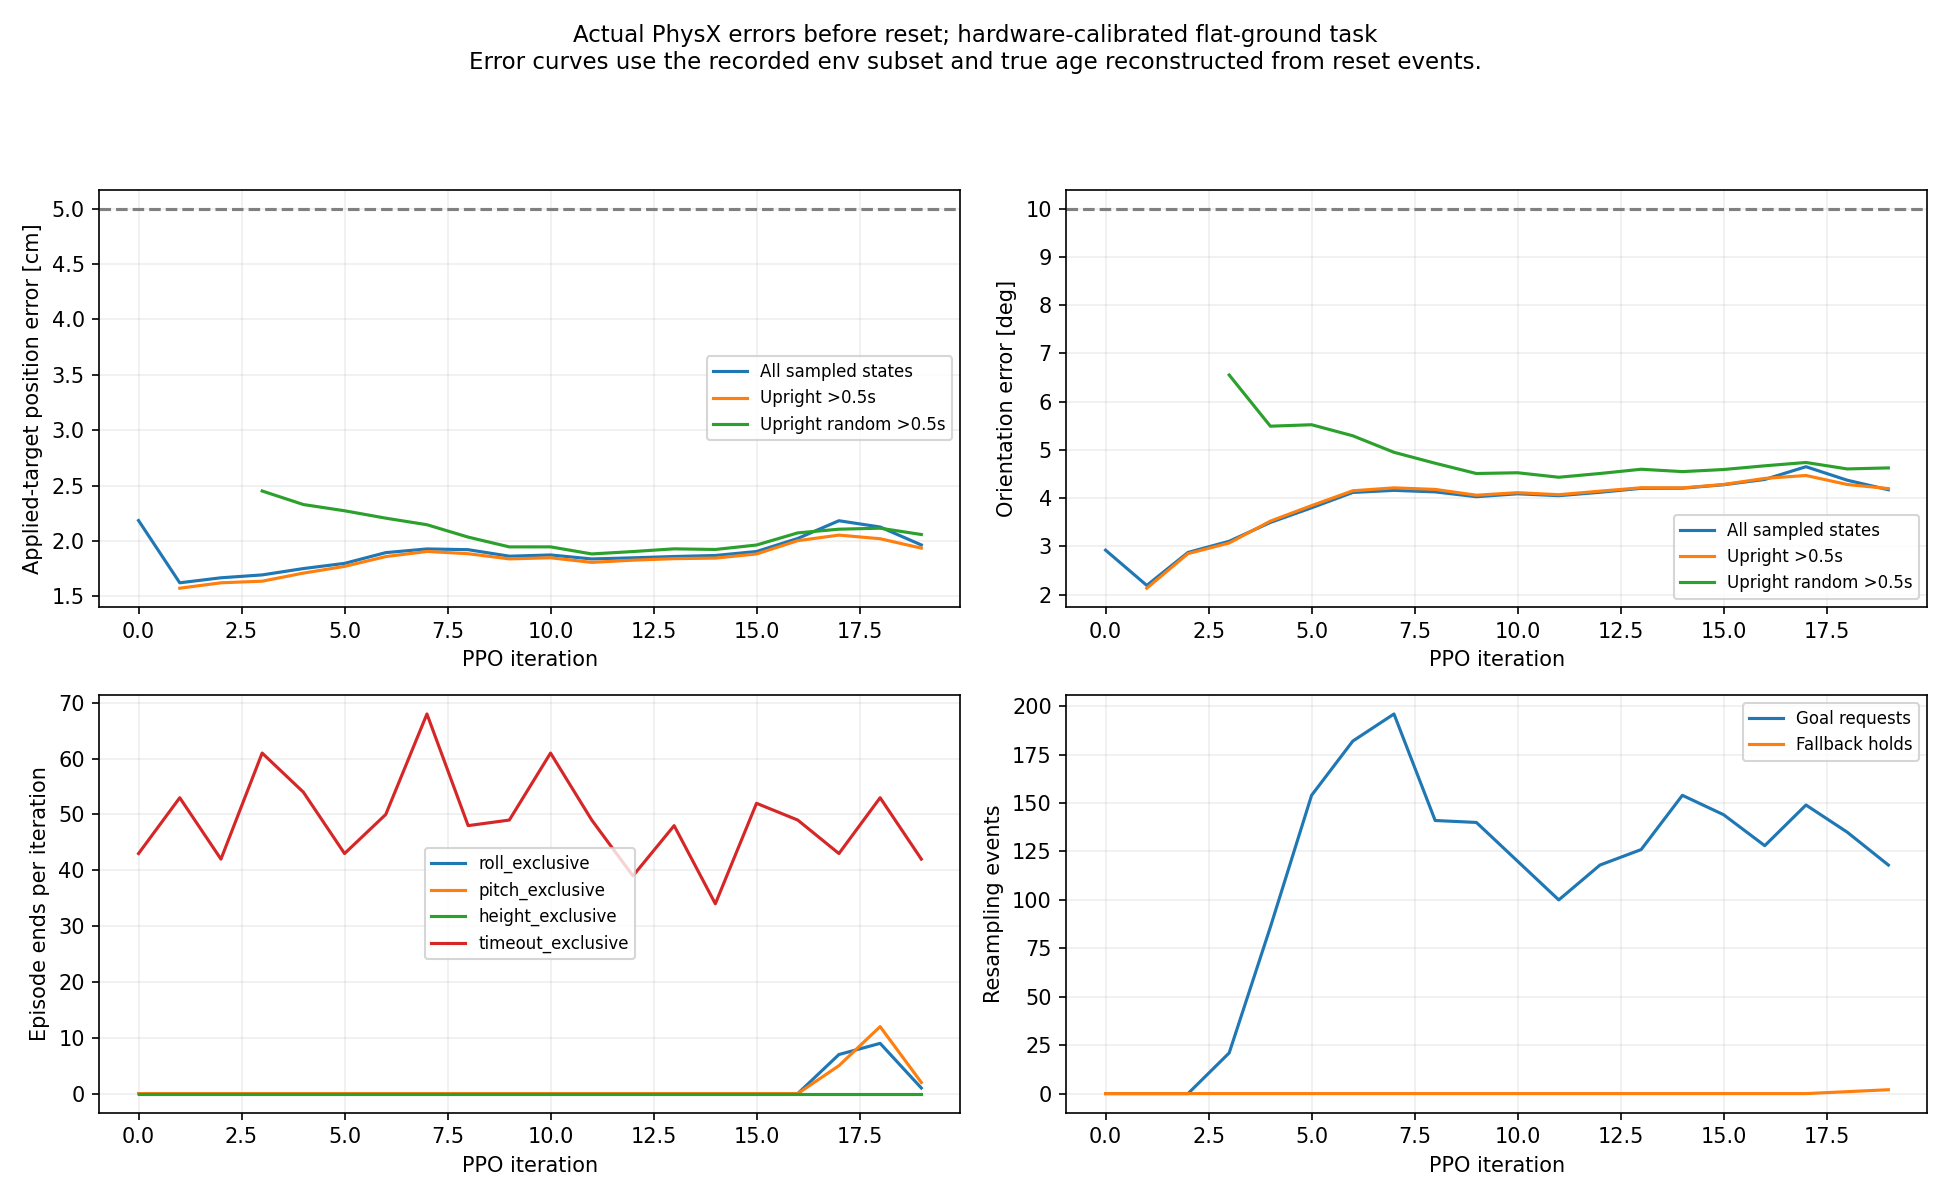 Actual PhysX errors before reset; hardware-calibrated flat-ground task
Error curves use the recorded env subset and true age reconstructed from reset events.
Applied-target position error [cm]
5.0
4.5
4.0
3.5
3.0
2.5
2.0
1.5
All sampled states
Upright >0.5s
Upright random >0.5s
0.0 2.5 5.0 7.5 10.0 12.5 15.0 17.5
PPO iteration
Orientation error [deg]
10
9
8
7
6
5
4
3
2
All sampled states
Upright >0.5s
Upright random >0.5s
0.0 2.5 5.0 7.5 10.0 12.5 15.0 17.5
PPO iteration
Episode ends per iteration
70
60
50
40
30
20
10
0
roll_exclusive
pitch_exclusive
height_exclusive
timeout_exclusive
0.0 2.5 5.0 7.5 10.0 12.5 15.0 17.5
PPO iteration
Resampling events
200
175
150
125
100
75
50
25
0
Goal requests
Fallback holds
0.0 2.5 5.0 7.5 10.0 12.5 15.0 17.5
PPO iteration